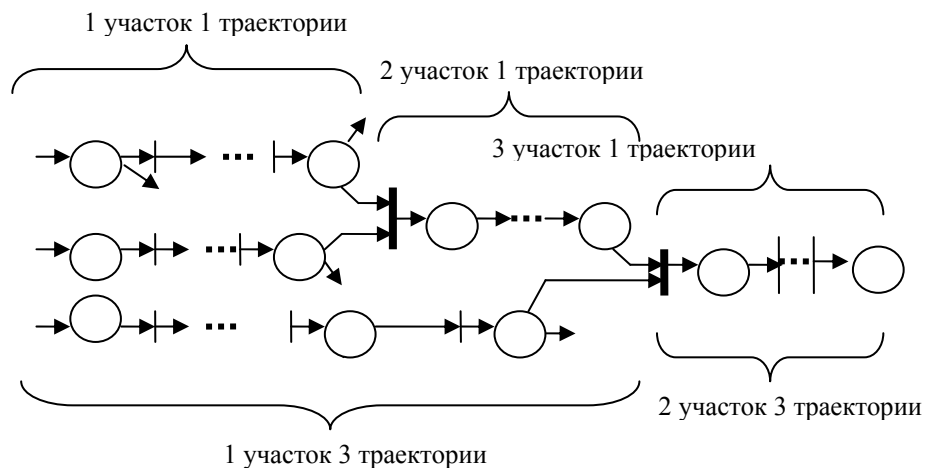 1 участок 1 траектории
2 участок 1 траектории
3 участок 1 траектории
2 участок 3 траектории
1 участок 3 траектории